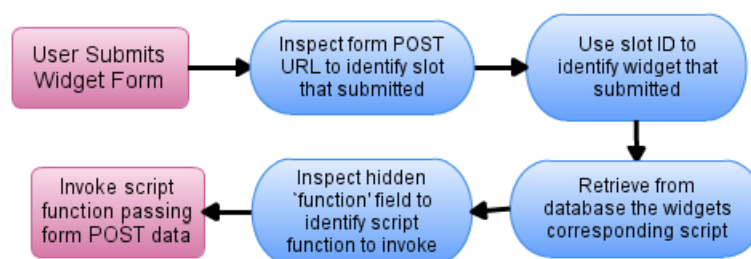 User Submits
Widget Form
Inspect form POST
URL to identify slot
that submitted
Use slot ID to
identify widget that
submitted
Retrieve from
database the widgets
corresponding script
Inspect hidden
`function' field to
identify script
function to invoke
Invoke script
function passing
form POST data